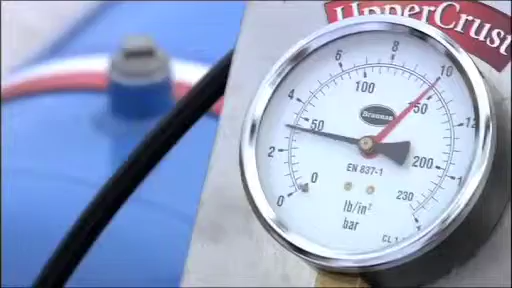 UpperCrust
6 8 10
4 100 150 12
50 Brannan
2 EN 837-1 200
0 0 230
lb/in²
bar
CL 1